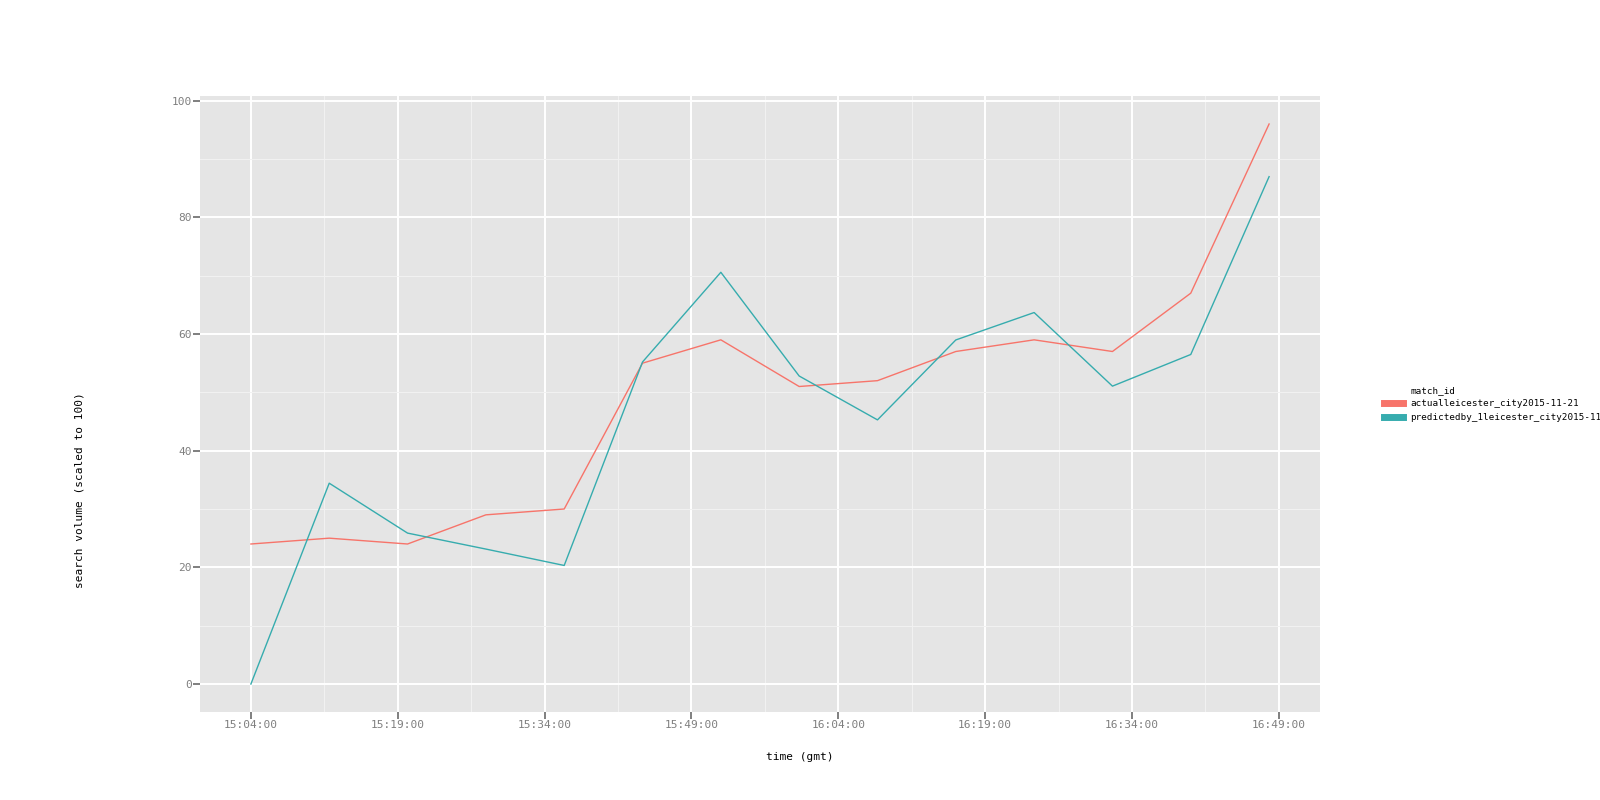 100
80
60
40
20
0
search volume (scaled to 100)
15:04:00 15:19:00 15:34:00 15:49:00 16:04:00 16:19:00 16:34:00 16:49:00
time (gmt)
match_id
actualleicester_city2015-11-21
predictedby_1leicester_city2015-11